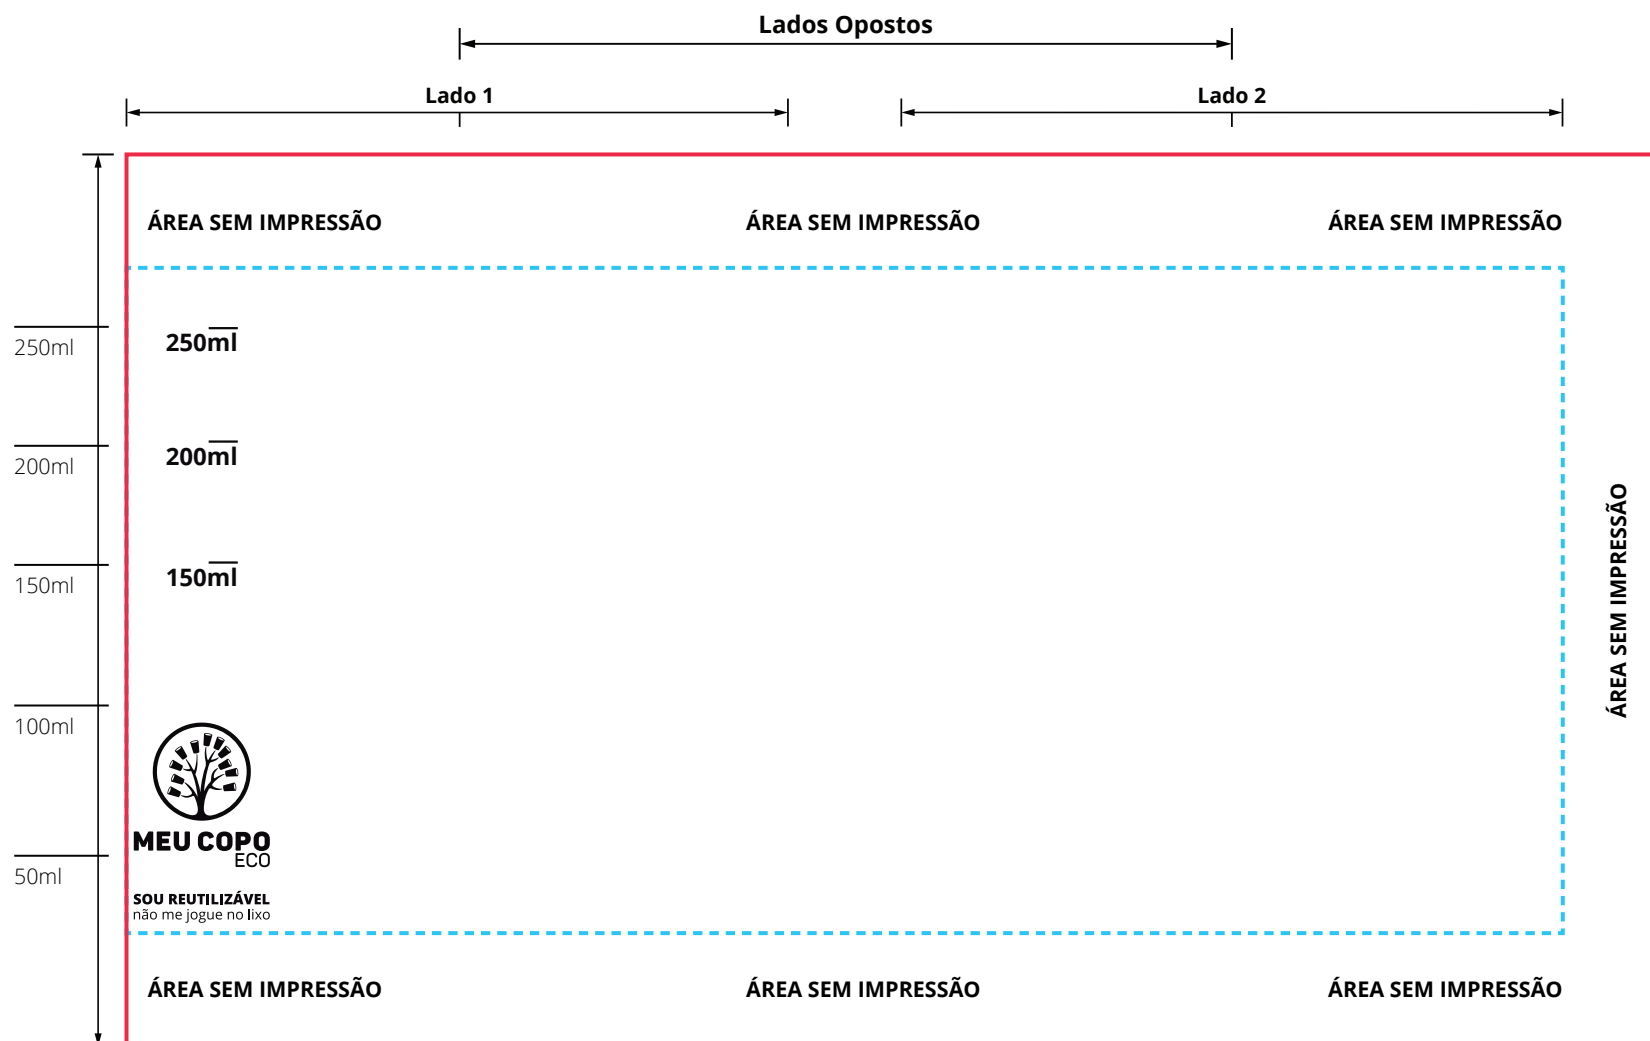 Lados Opostos
Lado 1
Lado 2
ÁREA SEM IMPRESSÃO
ÁREA SEM IMPRESSÃO
ÁREA SEM IMPRESSÃO
250ml
250ml
200ml
200ml
150ml
150ml
ÁREA SEM IMPRESSÃO
100ml
MEU COPO
ECO
50ml
SOU REUTILIZÁVEL
não me jogue no lixo
ÁREA SEM IMPRESSÃO
ÁREA SEM IMPRESSÃO
ÁREA SEM IMPRESSÃO